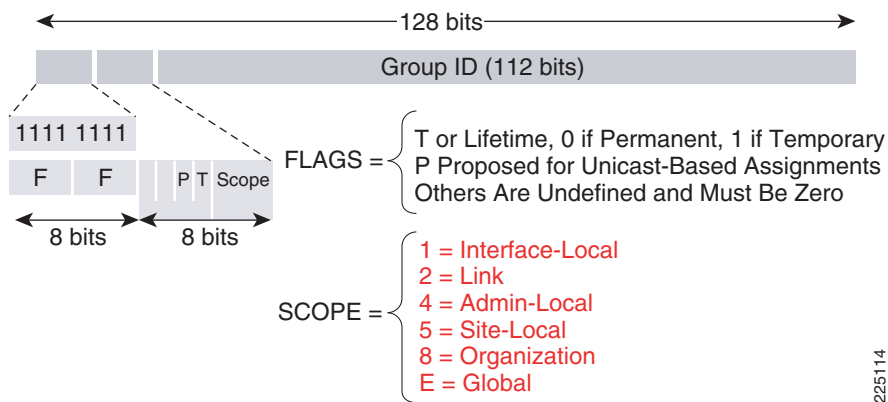 128 bits
Group ID (112 bits)
1111 1111
F F P T Scope
8 bits 8 bits
FLAGS =
T or Lifetime, 0 if Permanent, 1 if Temporary
P Proposed for Unicast-Based Assignments
Others Are Undefined and Must Be Zero
SCOPE =
1 = Interface-Local
2 = Link
4 = Admin-Local
5 = Site-Local
8 = Organization
E = Global
225114